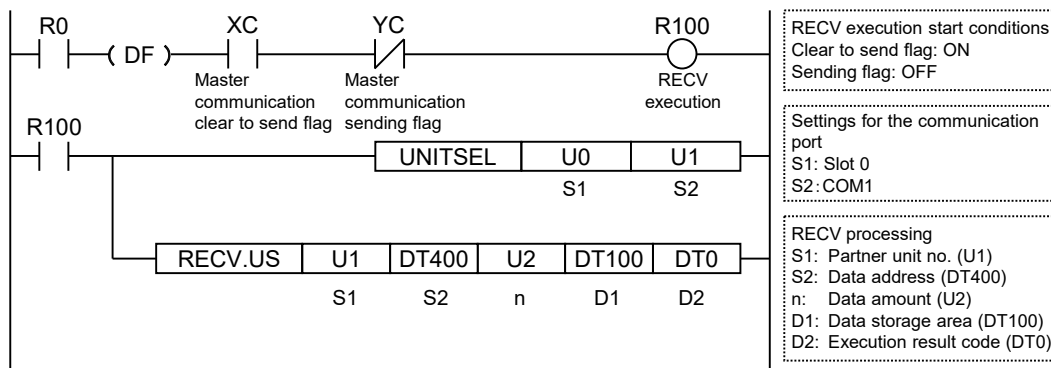 R0
( DF )
XC
YC
R100
Master
communication
clear to send flag
Master
communication
sending flag
RECV
execution
RECV execution start conditions
Clear to send flag: ON
Sending flag: OFF
R100
UNITSEL U0 U1
S1 S2
Settings for the communication
port
S1: Slot 0
S2:COM1
RECV.US U1 DT400 U2 DT100 DT0
S1 S2 n D1 D2
RECV processing
S1: Partner unit no. (U1)
S2: Data address (DT400)
n: Data amount (U2)
D1: Data storage area (DT100)
D2: Execution result code (DT0)